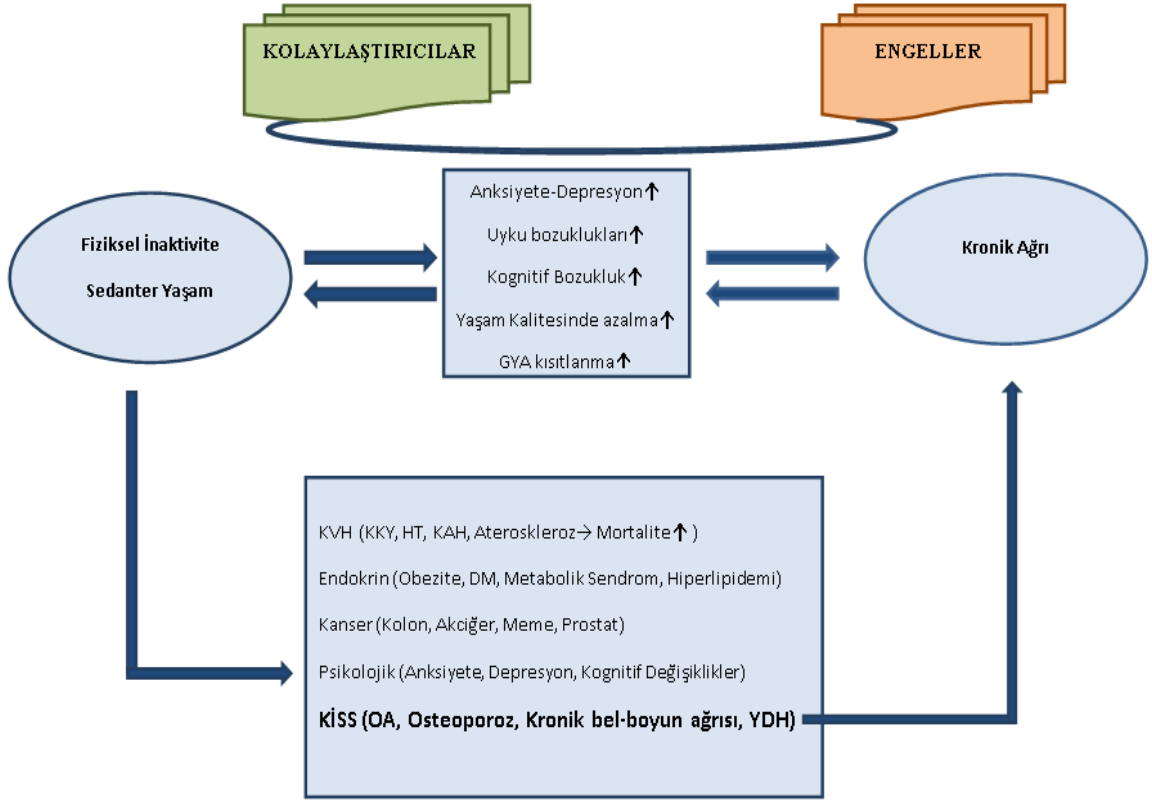 KOLAYLAŞTIRICILAR
ENGELLER
Anksiyete-Depresyon↑
Uyku bozuklukları↑
Kognitif Bozukluk↑
Yaşam Kalitesinde azalma↑
GYA kısıtlanma↑
Fiziksel İnaktivite
Sedanter Yaşam
Kronik Ağrı
KVH (KKY, HT, KAH, Ateroskleroz→ Mortalite↑ )
Endokrin (Obezite, DM, Metabolik Sendrom, Hiperlipidemi)
Kanser (Kolon, Akciğer, Meme, Prostat)
Psikolojik (Anksiyete, Depresyon, Kognitif Değişiklikler)
KİSS (OA, Osteoporoz, Kronik bel-boyun ağrısı, YDH)